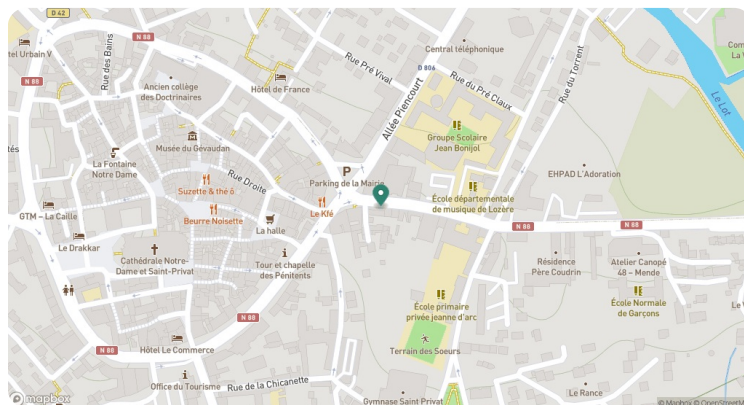 D 42
N 88
Hôtel Urbain V
Rue des Bains
Ancien collège
des Doctrinaires
N 88
Hôtel de France
Rue Pré Vival
Central téléphonique
D 806
Allée Piencourt
Rue du Pré Claux
Rue du Torrent
Le Lot
Groupe Scolaire
Jean Bonijol
Musée du Gévaudan
La Fontaine
Notre Dame
Rue Droite
P
Parking de la Mairie
Suzette & thé ô
Beurre Noisette
Le Kfé
La halle
École départementale
de musique de Lozère
EHPAD L'Adoration
GTM – La Caille
Le Drakkar
Cathédrale Notre-
Dame et Saint-Privat
Tour et chapelle
des Pénitents
N 88
N 88
N 88
Résidence
Père Coudrin
Atelier Canopé
48 - Mende
École Normale
de Garçons
École primaire
privée jeanne d'arc
Terrain des Soeurs
N 88
Hôtel Le Commerce
Office du Tourisme
Rue de la Chicanette
Gymnase Saint Privat
Le Rance
mapbox
© Mapbox © OpenStreetM